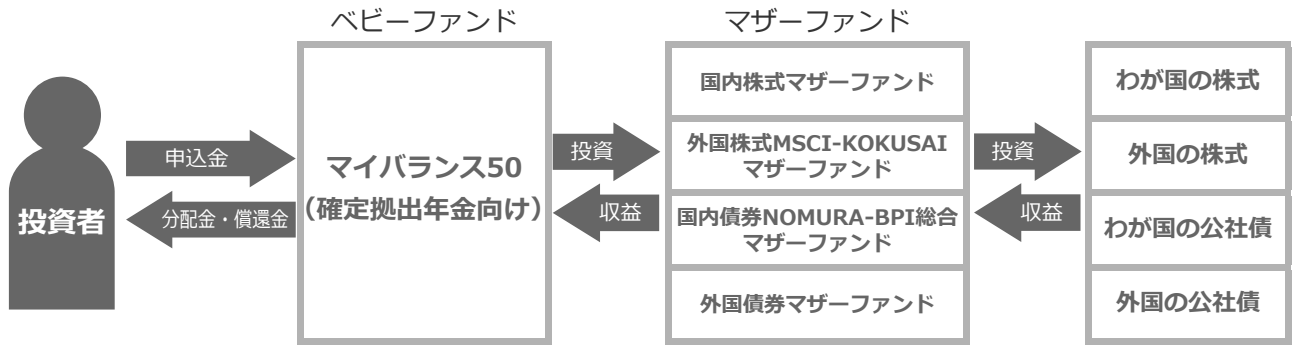 ベビーファンド
マザーファンド
投資者
申込金
分配金・償還金
マイバランス50
（確定拠出年金向け）
投資
収益
国内株式マザーファンド
外国株式MSCI-KOKUSAI
マザーファンド
国内債券NOMURA-BPI総合
マザーファンド
外国債券マザーファンド
投資
収益
わが国の株式
外国の株式
わが国の公社債
外国の公社債